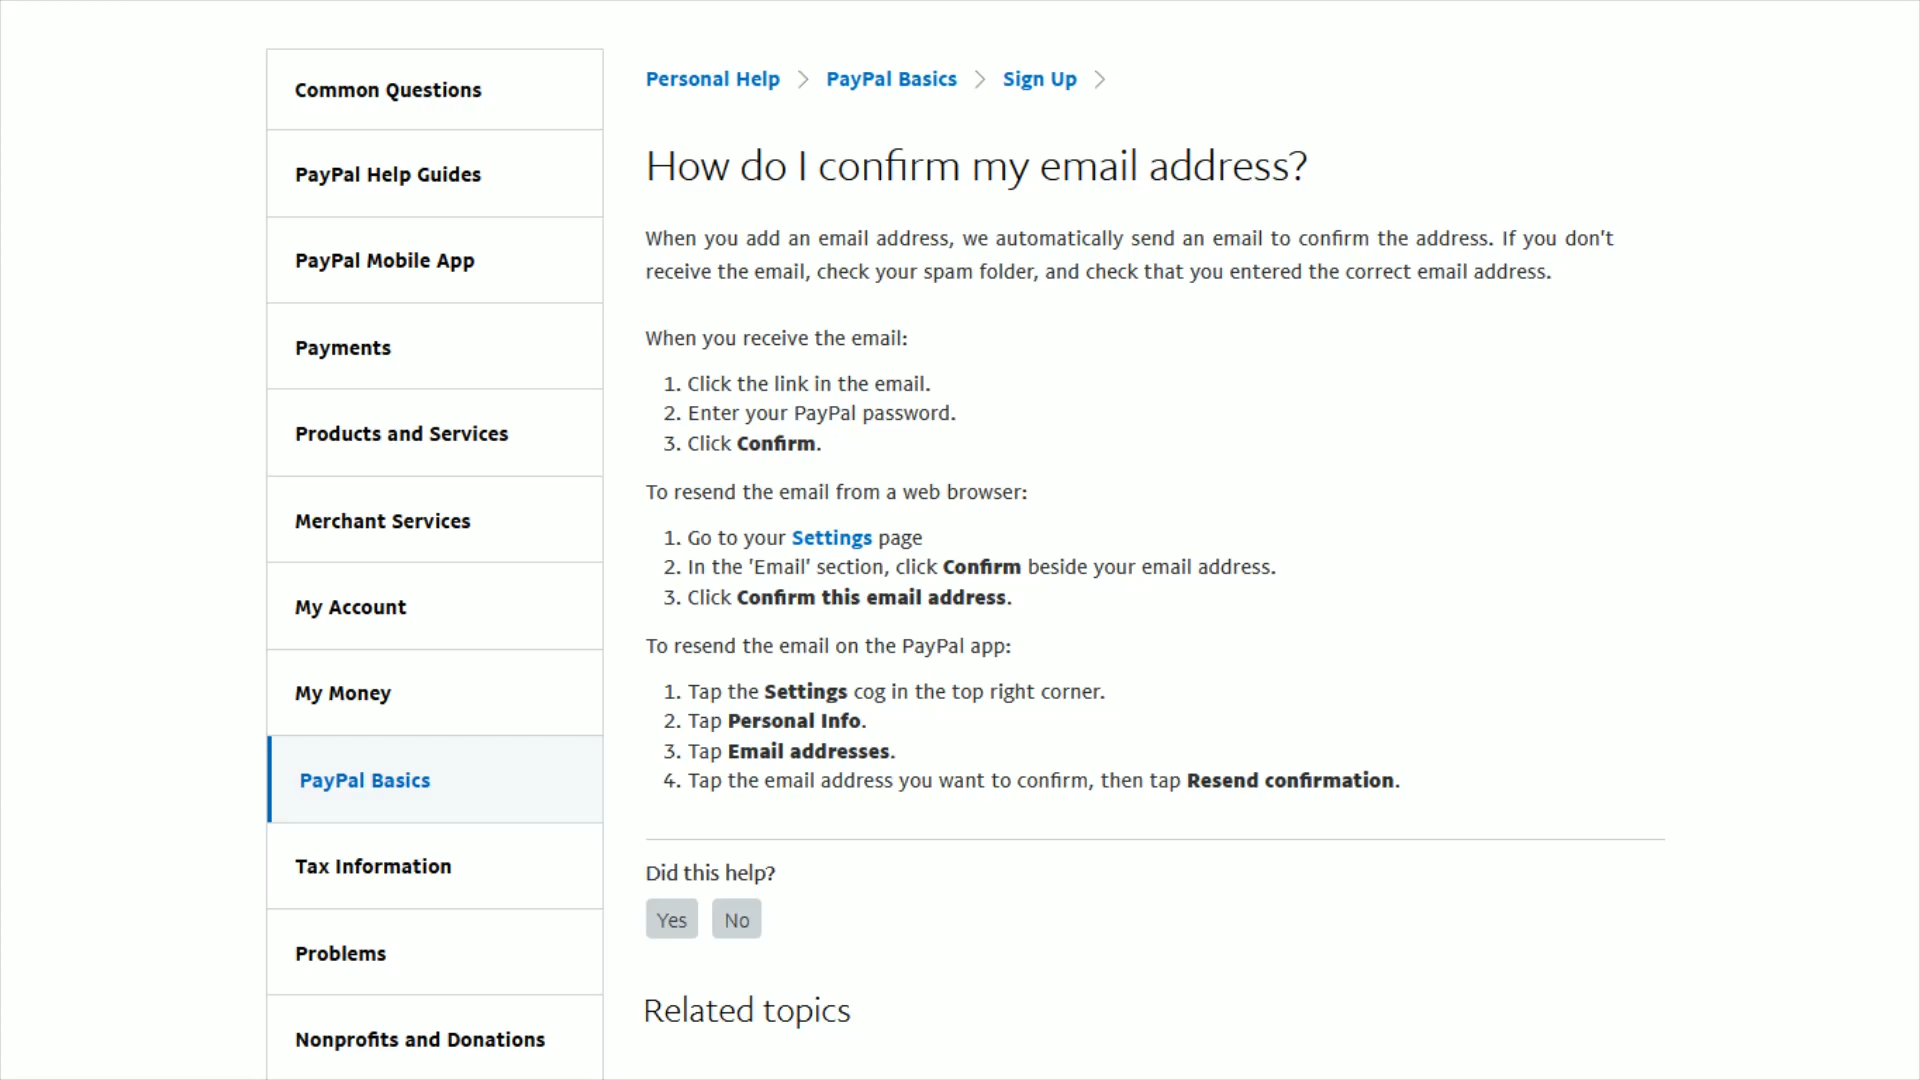 Common Questions
PayPal Help Guides
PayPal Mobile App
Payments
Products and Services
Merchant Services
My Account
My Money
PayPal Basics
Tax Information
Problems
Nonprofits and Donations
Personal Help > PayPal Basics > Sign Up >
How do I confirm my email address?
When you add an email address, we automatically send an email to confirm the address. If you don't
receive the email, check your spam folder, and check that you entered the correct email address.
When you receive the email:
1. Click the link in the email.
2. Enter your PayPal password.
3. Click Confirm.
To resend the email from a web browser:
1. Go to your Settings page
2. In the 'Email' section, click Confirm beside your email address.
3. Click Confirm this email address.
To resend the email on the PayPal app:
1. Tap the Settings cog in the top right corner.
2. Tap Personal Info.
3. Tap Email addresses.
4. Tap the email address you want to confirm, then tap Resend confirmation.
Did this help?
Yes No
Related topics